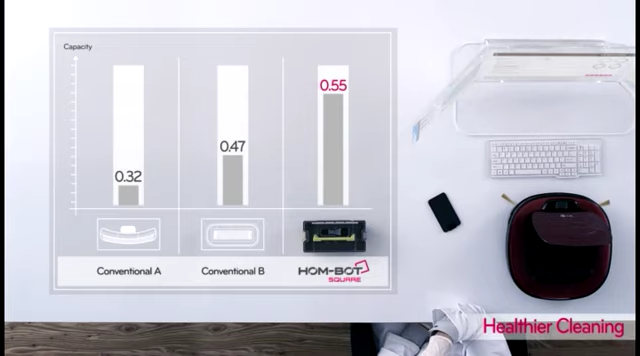 Capacity
0.32
0.47
0.55
Conventional A
Conventional B
HOM-BOT
SQUARE
Healthier Cleaning